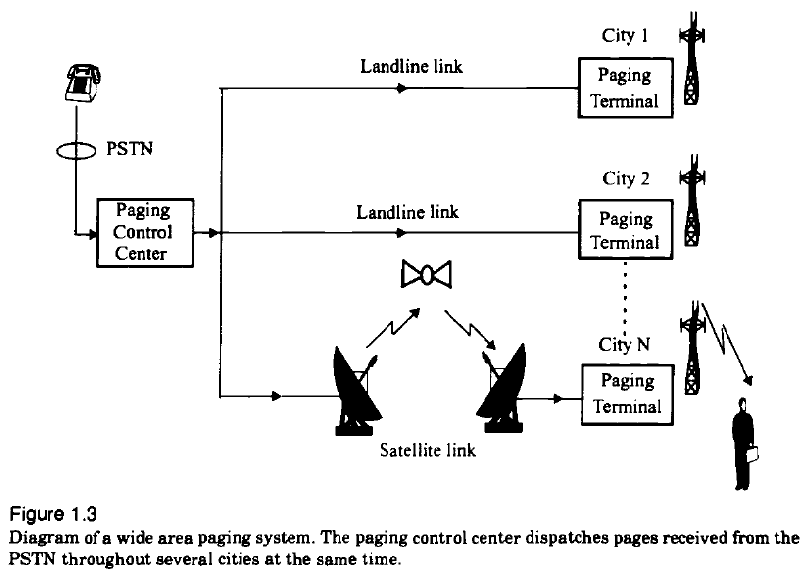 City 1
Landline link
Paging
Terminal
PSTN
City 2
Paging
Control
Center
Landline link
Paging
Terminal
City N
Paging
Terminal
Satellite link
Figure 1.3
Diagram of a wide area paging system. The paging control center dispatches pages received from the
PSTN throughout several cities at the same time.